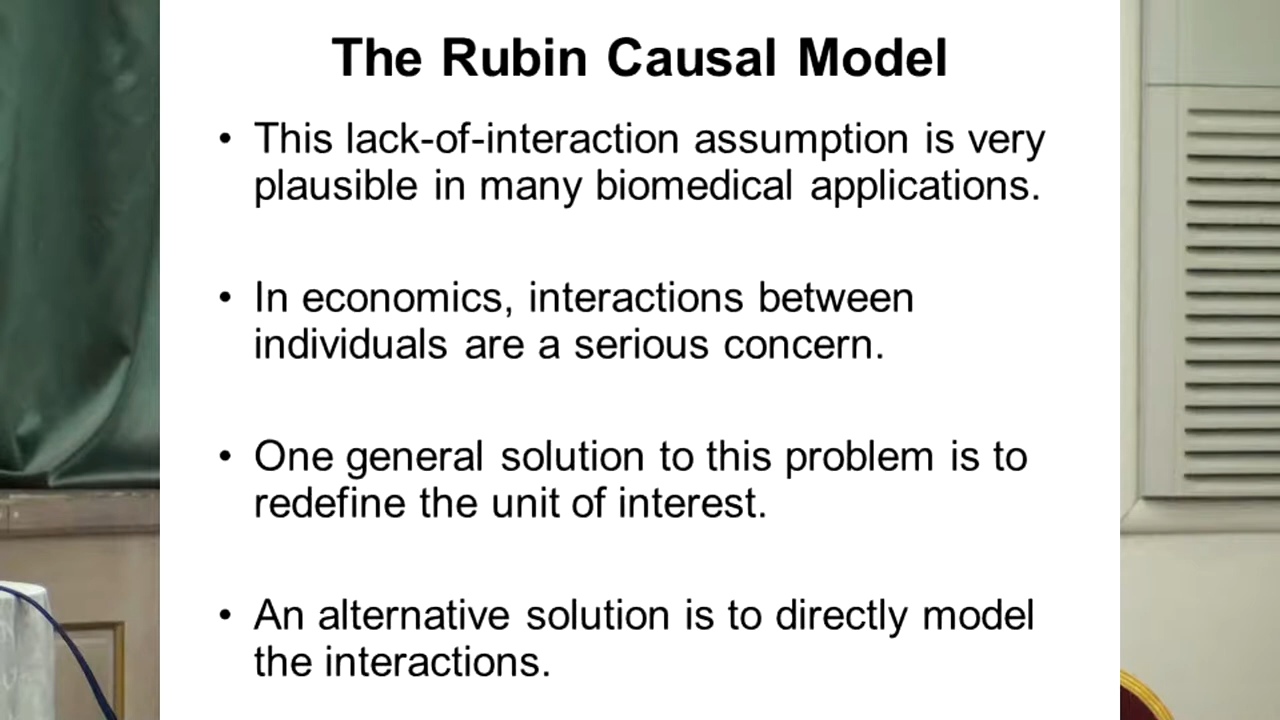 The Rubin Causal Model
• This lack-of-interaction assumption is very
plausible in many biomedical applications.
• In economics, interactions between
individuals are a serious concern.
• One general solution to this problem is to
redefine the unit of interest.
• An alternative solution is to directly model
the interactions.